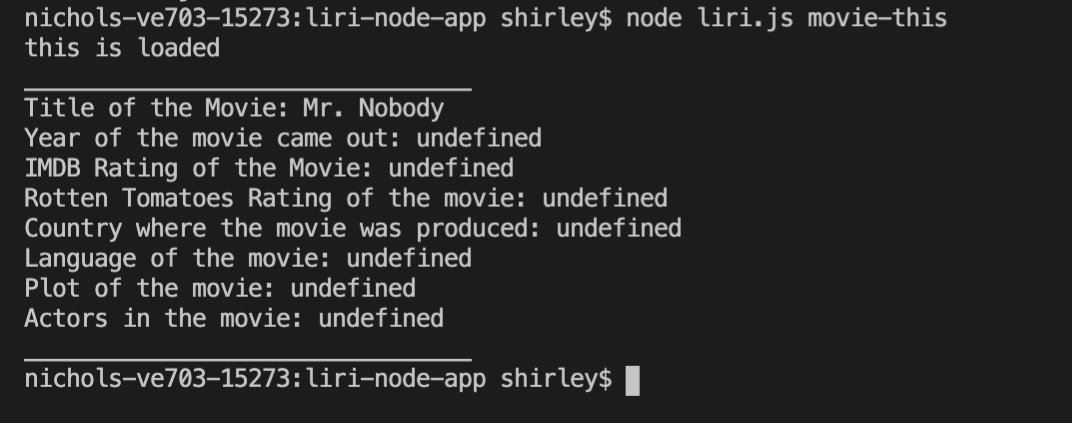 nichols-ve703-15273:liri-node-app shirley$ node liri.js movie-this
this is loaded
________________________________
Title of the Movie: Mr. Nobody
Year of the movie came out: undefined
IMDB Rating of the Movie: undefined
Rotten Tomatoes Rating of the movie: undefined
Country where the movie was produced: undefined
Language of the movie: undefined
Plot of the movie: undefined
Actors in the movie: undefined
________________________________
nichols-ve703-15273:liri-node-app shirley$